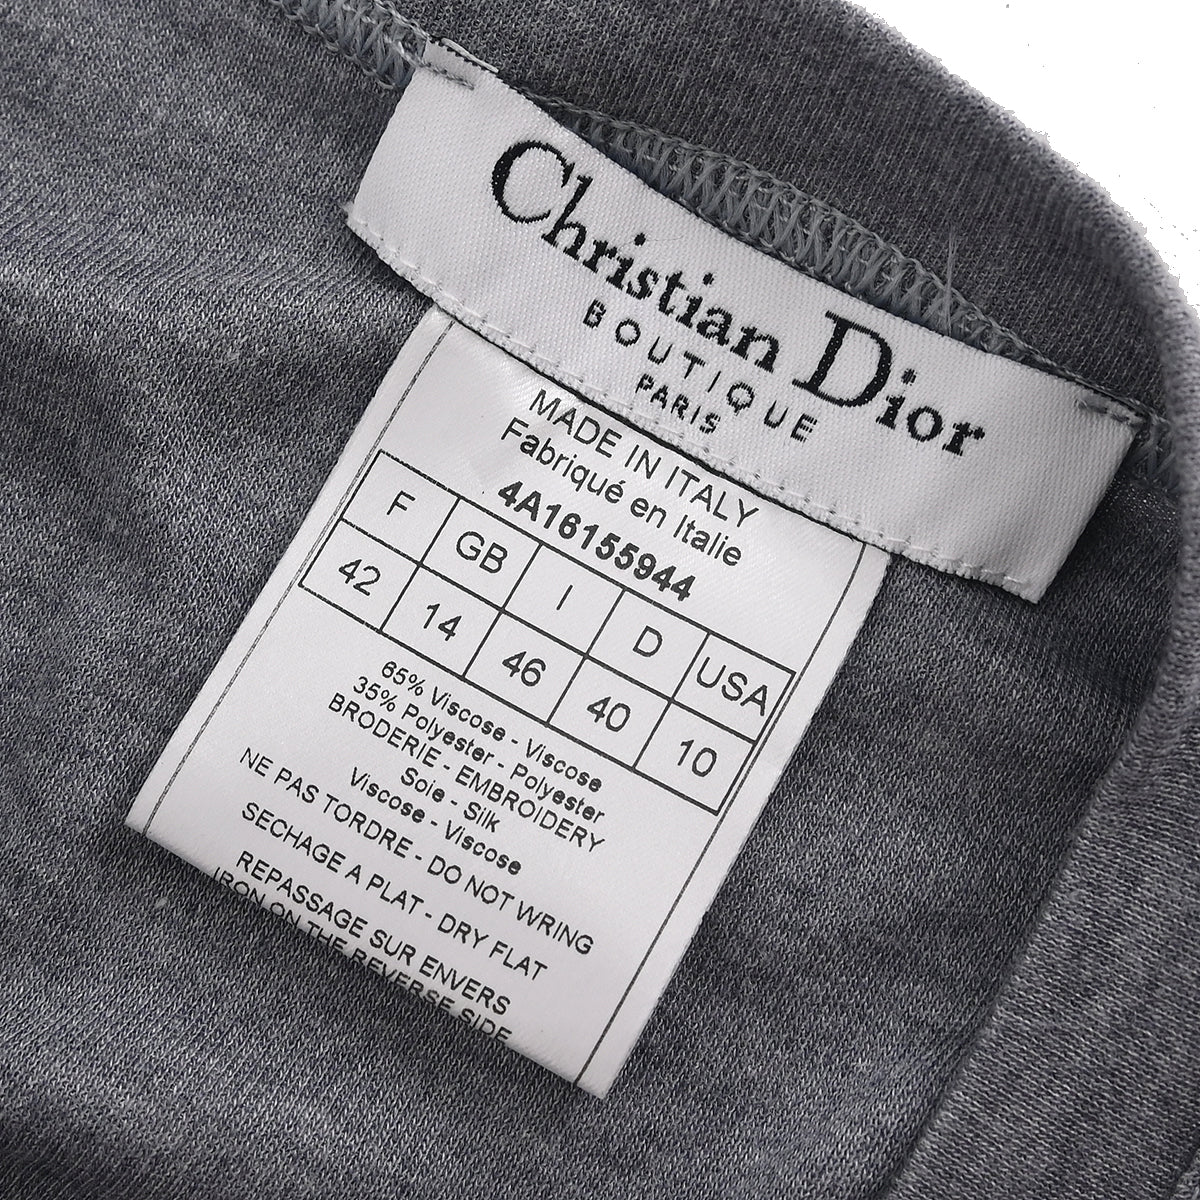 Christian Dior
BOUTIQUE
PARIS
MADE IN ITALY
Fabriqué en Italie
4A16155944
F GB I D USA
42 14 46 40 10
65% Viscose - Viscose
35% Polyester - Polyester
BRODERIE - EMBROIDERY
Soie - Silk
Viscose - Viscose
NE PAS TORDRE - DO NOT WRING
SECHAGE A PLAT - DRY FLAT
REPASSAGE SUR ENVERS
IRON ON THE REVERSE SIDE